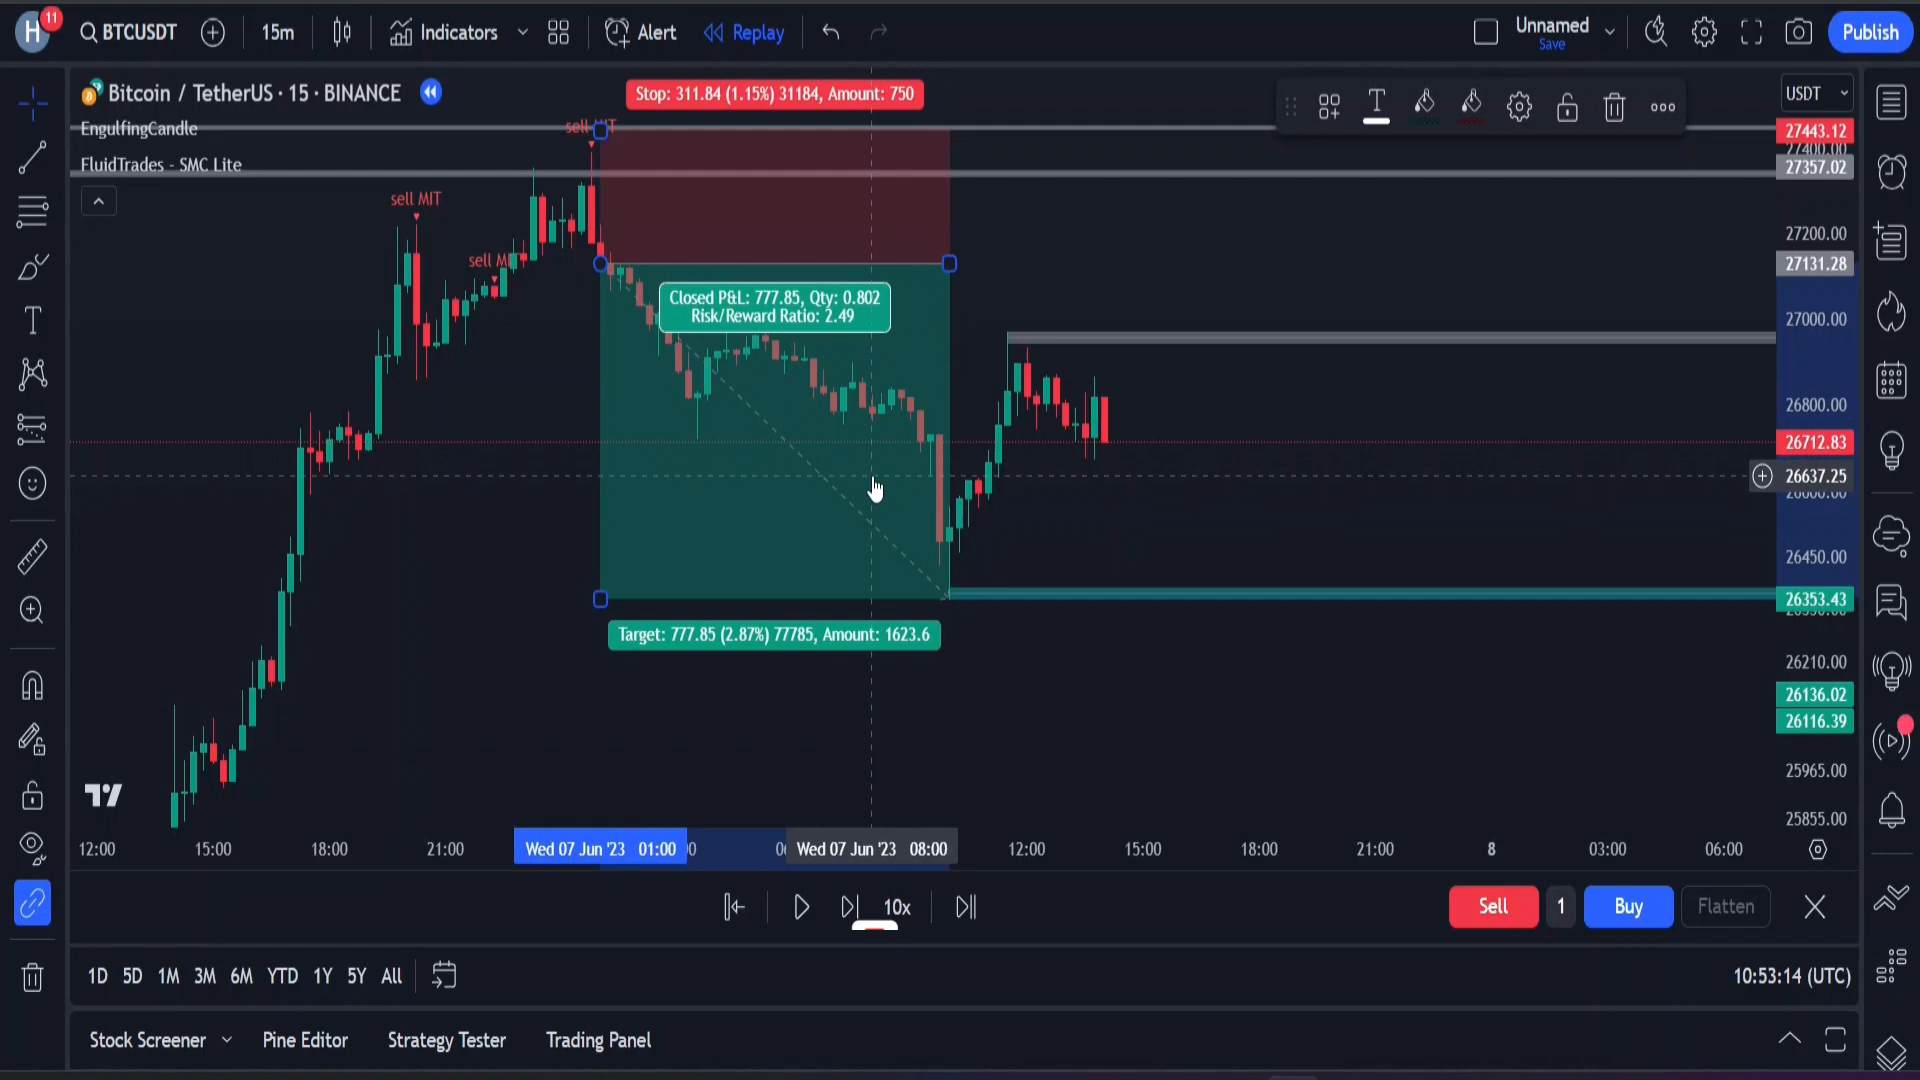 H
11
BTCUSDT
15m
Indicators
Alert
Replay
Unnamed
Save
Publish
Bitcoin / TetherUS · 15 · BINANCE
EngulfingCandle
FluidTrades - SMC Lite
Stop: 311.84 (1.15%) 31184, Amount: 750
USDT
sell MIT
sell MIT
Closed P&L: 777.85, Qty: 0.802
Risk/Reward Ratio: 2.49
Target: 777.85 (2.87%) 77785, Amount: 1623.6
27443.12
27400.00
27357.02
27200.00
27131.28
27000.00
26800.00
26712.83
26637.25
26600.00
26450.00
26353.43
26210.00
26136.02
26116.39
25965.00
25855.00
12:00
15:00
18:00
21:00
Wed 07 Jun '23 01:00
Wed 07 Jun '23 08:00
12:00
15:00
18:00
21:00
8
03:00
06:00
10x
Sell
1
Buy
Flatten
1D 5D 1M 3M 6M YTD 1Y 5Y All
10:53:14 (UTC)
Stock Screener
Pine Editor
Strategy Tester
Trading Panel